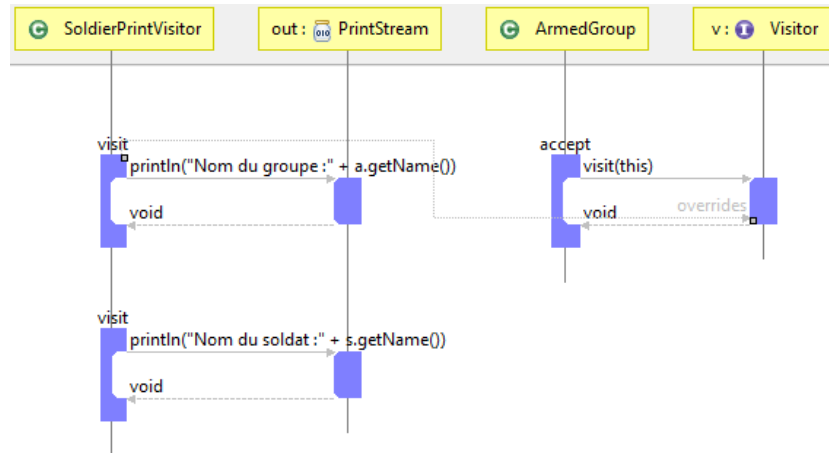 SoldierPrintVisitor
out : PrintStream
ArmedGroup
v : Visitor
visit
println("Nom du groupe :" + a.getName())
void
accept
visit(this)
overrides
void
visit
println("Nom du soldat :" + s.getName())
void